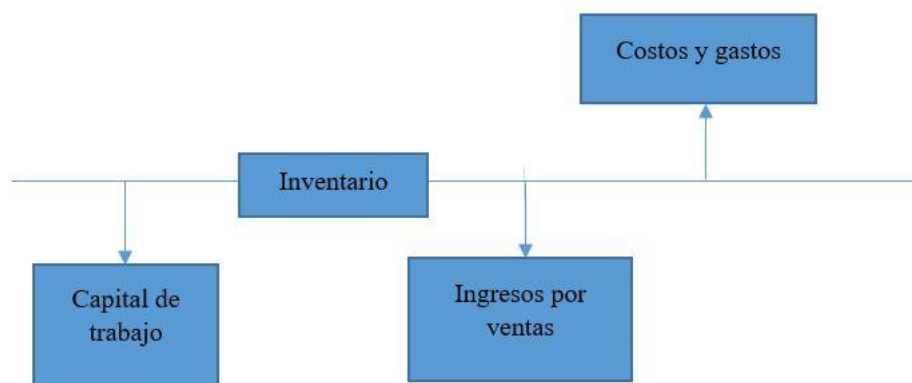 Costos y gastos
Inventario
Capital de
trabajo
Ingresos por
ventas